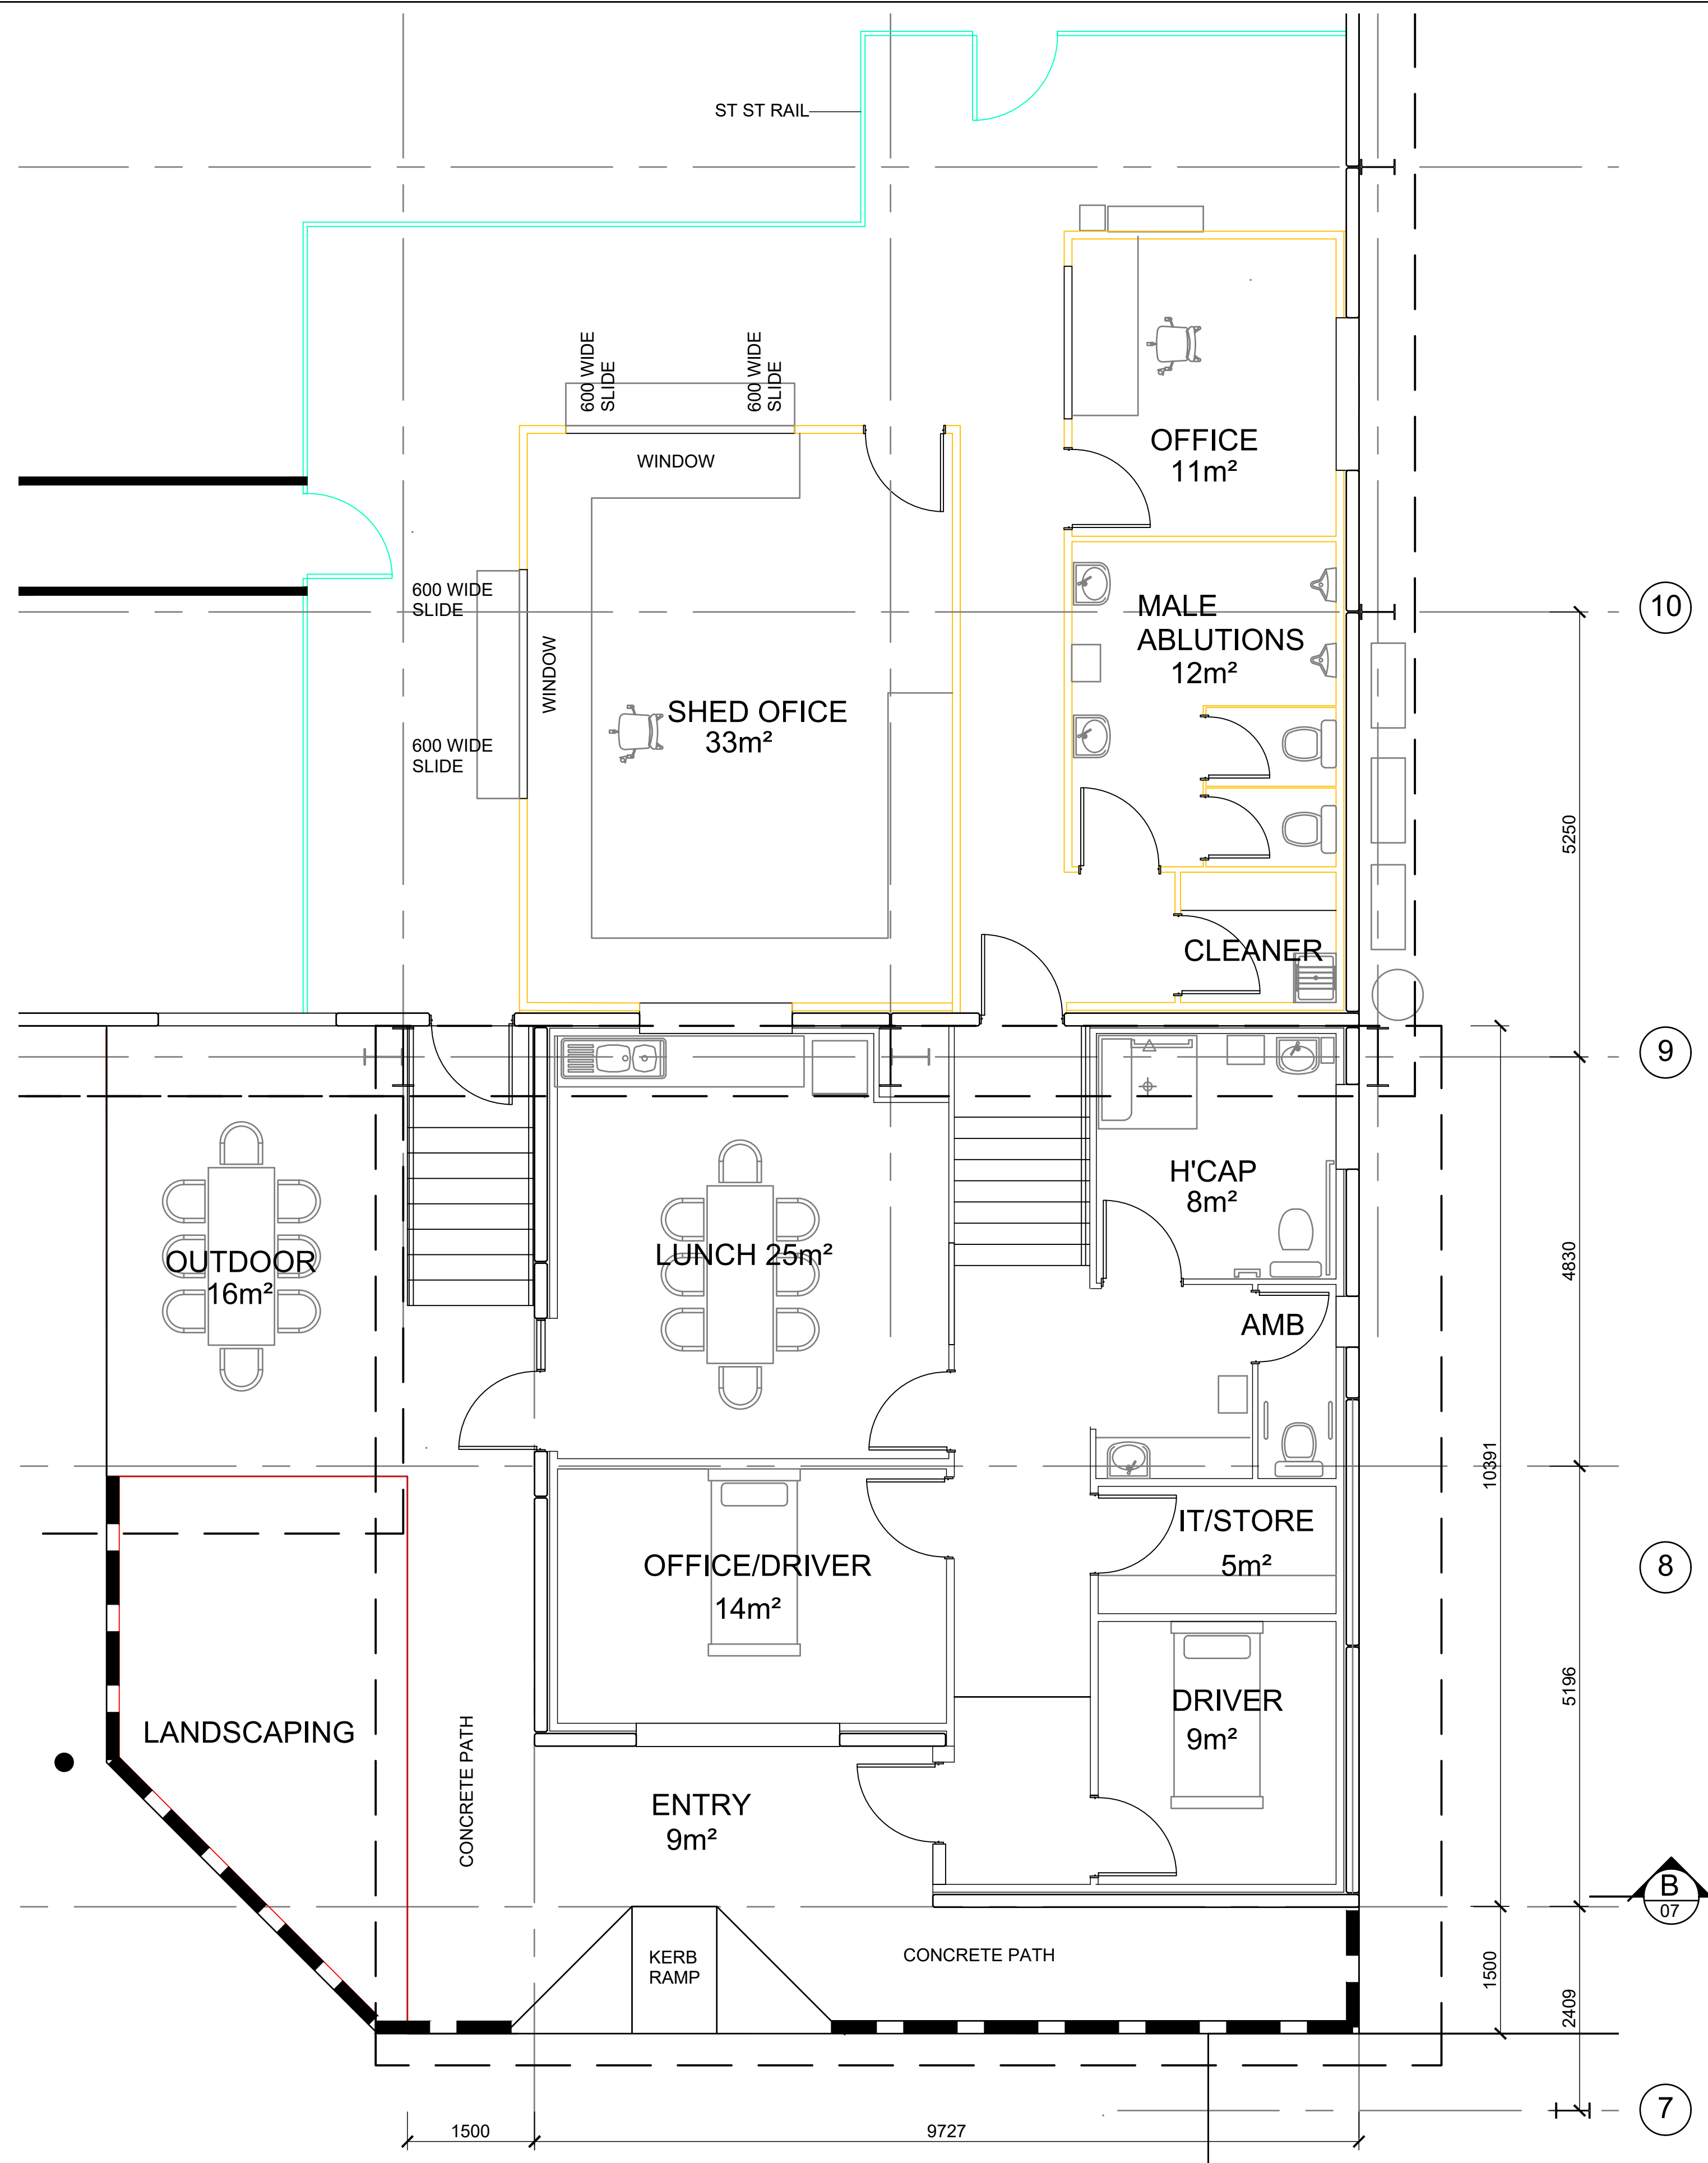 ST ST RAIL
600 WIDE
SLIDE
600 WIDE
SLIDE
WINDOW
OFFICE
11m²
600 WIDE
SLIDE
WINDOW
600 WIDE
SLIDE
SHED OFICE
33m²
MALE
ABLUTIONS
12m²
10
5250
CLEANER
9
H'CAP
8m²
OUTDOOR
16m²
LUNCH 25m²
4830
AMB
10391
IT/STORE
5m²
OFFICE/DRIVER
14m²
8
5196
DRIVER
9m²
LANDSCAPING
CONCRETE PATH
ENTRY
9m²
B
07
KERB
RAMP
CONCRETE PATH
1500
2409
1500
9727
7